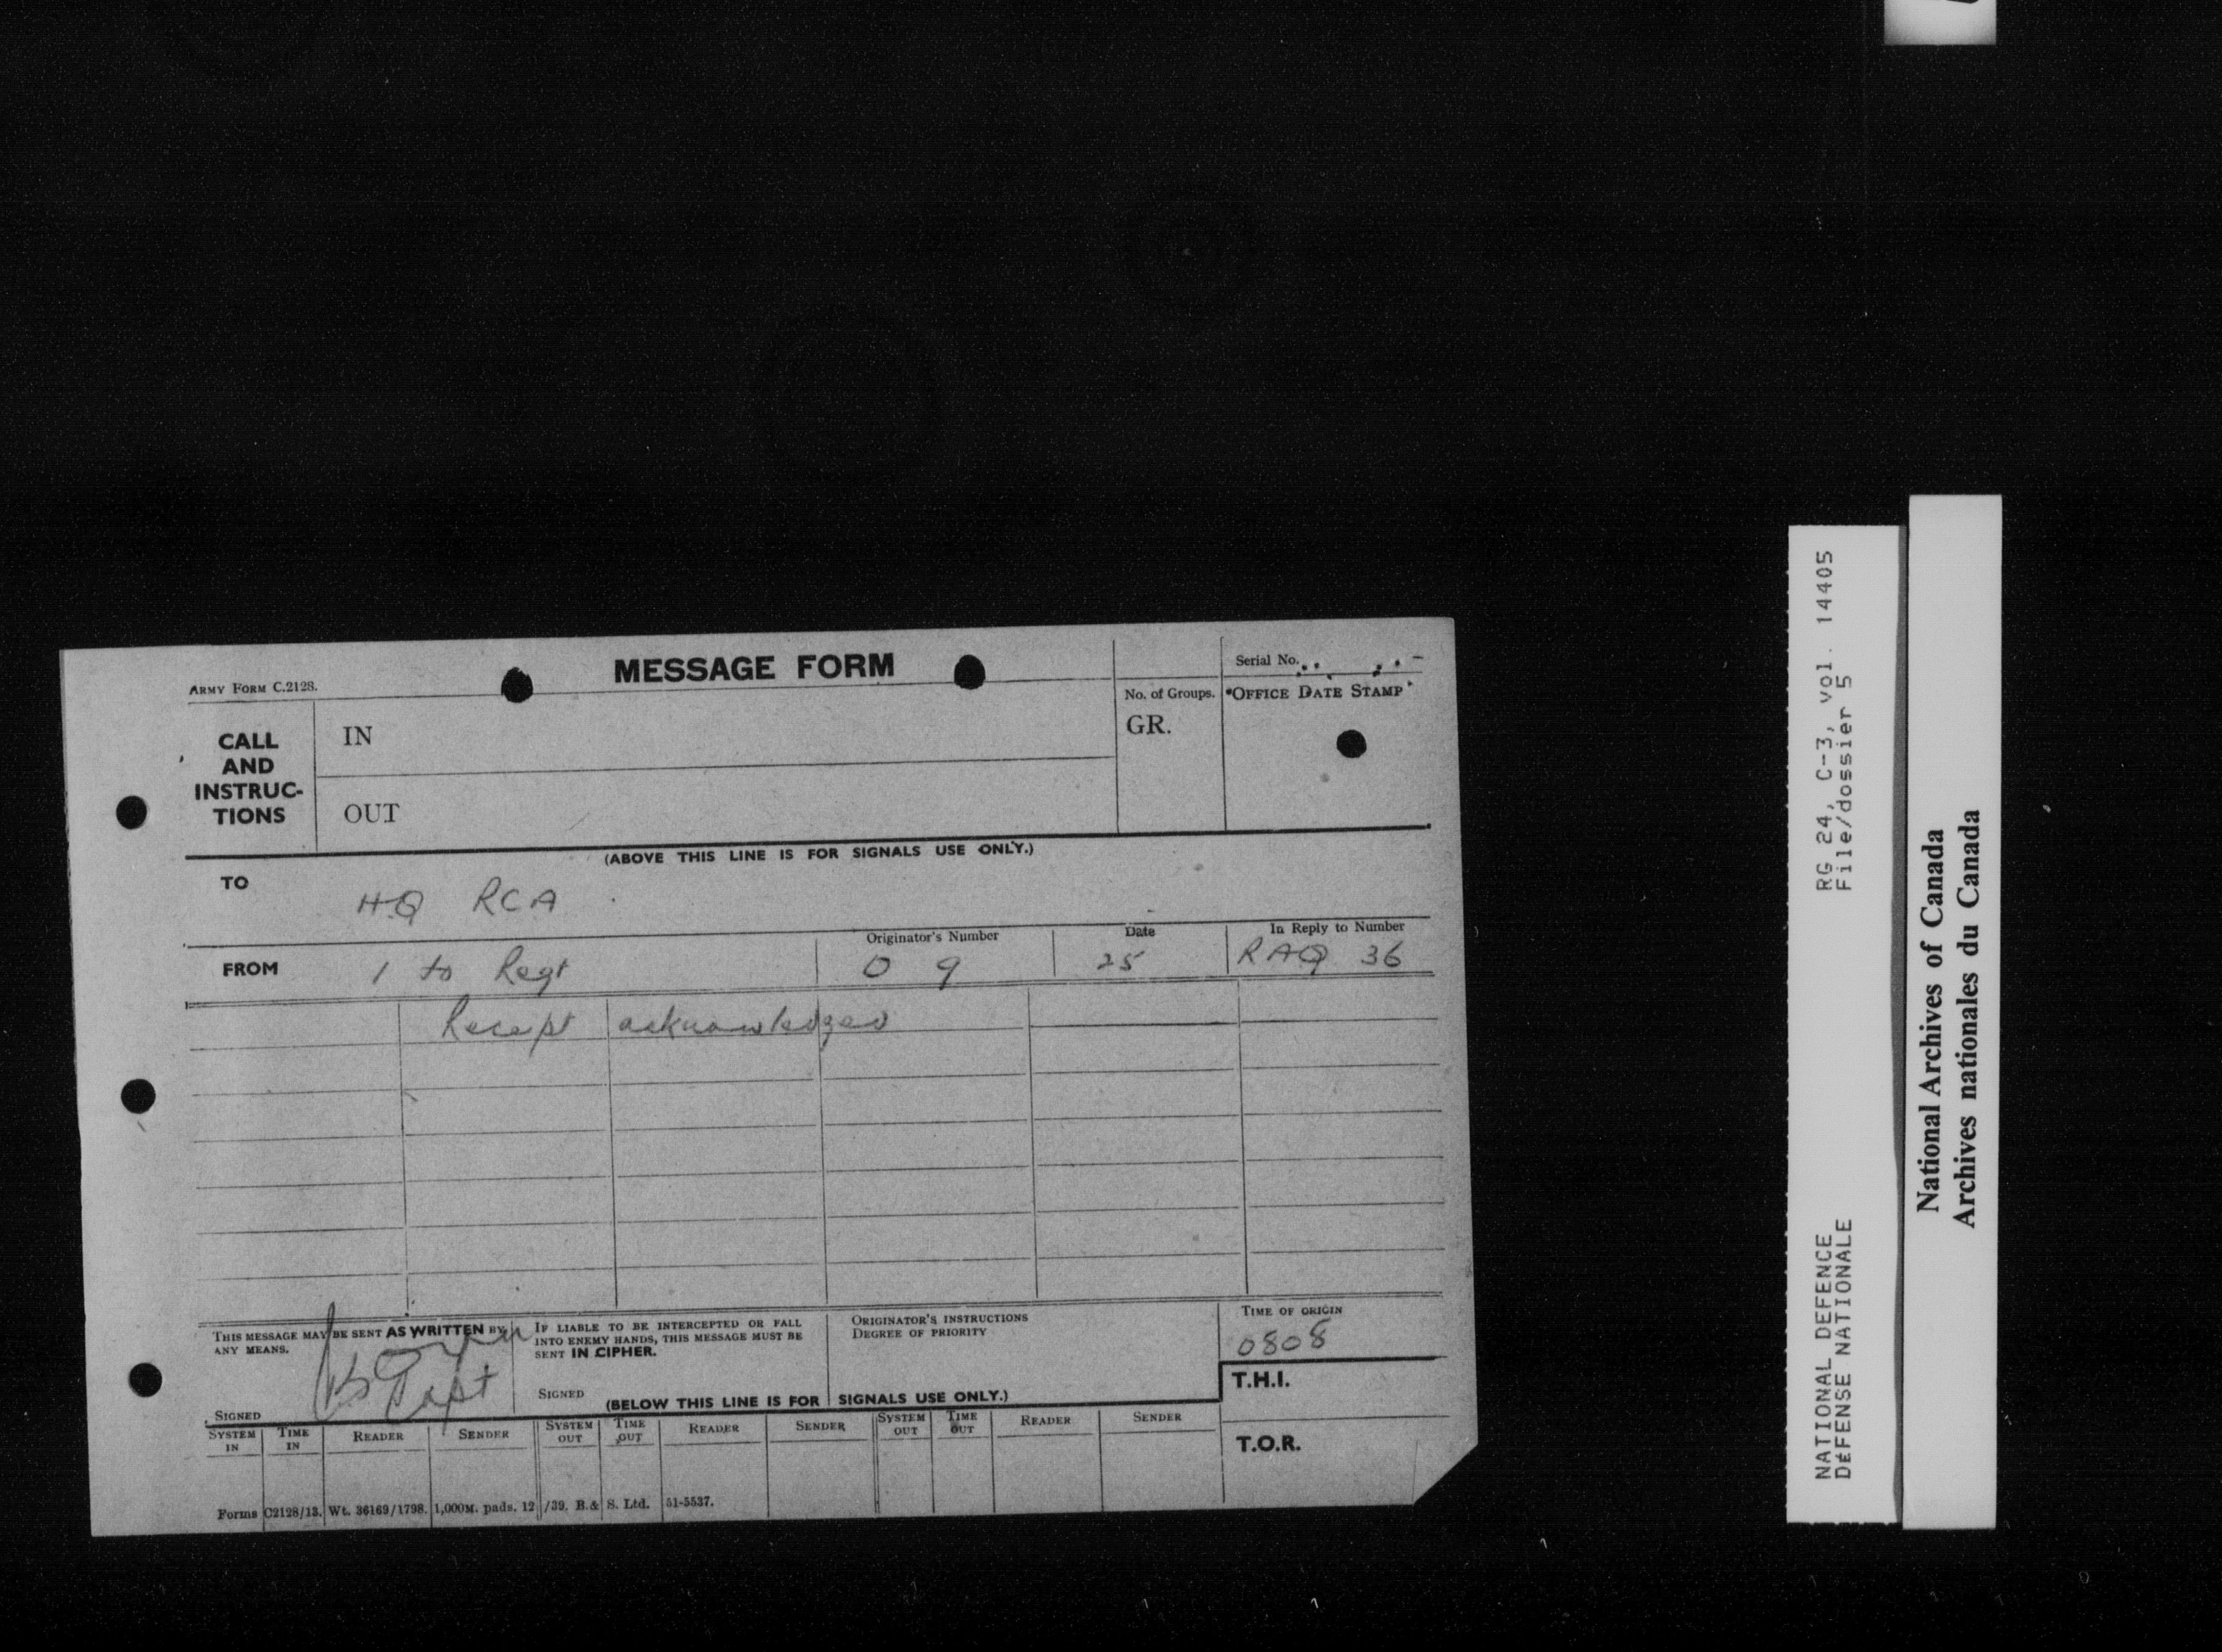 MESSAGE FORM
ARMY FORM C.2128.
Serial No.
No. of Groups.
OFFICE DATE STAMP
CALL AND INSTRUC-TIONS
IN
GR.
OUT
(ABOVE THIS LINE IS FOR SIGNALS USE ONLY.)
TO
HQ RCA
Originator's Number
Date
In Reply to Number
FROM
1 to Regt
O 9
25
RAQ 36
Receipt acknowledged
THIS MESSAGE MAY BE SENT AS WRITTEN BY
ANY MEANS.
Capt
SIGNED
IF LIABLE TO BE INTERCEPTED OR FALL
INTO ENEMY HANDS, THIS MESSAGE MUST BE
SENT IN CIPHER.
SIGNED
ORIGINATOR'S INSTRUCTIONS
DEGREE OF PRIORITY
TIME OF ORIGIN
0808
T.H.I.
(BELOW THIS LINE IS FOR SIGNALS USE ONLY.)
SYSTEM IN
TIME IN
READER
SENDER
SYSTEM OUT
TIME OUT
READER
SENDER
SYSTEM OUT
TIME OUT
READER
SENDER
T.O.R.
Forms C2128/13. Wt. 36169/1798. 1,000M. pads. 12/39. B.& S. Ltd. 51-5537.
NATIONAL DEFENCE RG 24, C-3, vol. 14405
DÉFENSE NATIONALE File/dossier 5
National Archives of Canada
Archives nationales du Canada